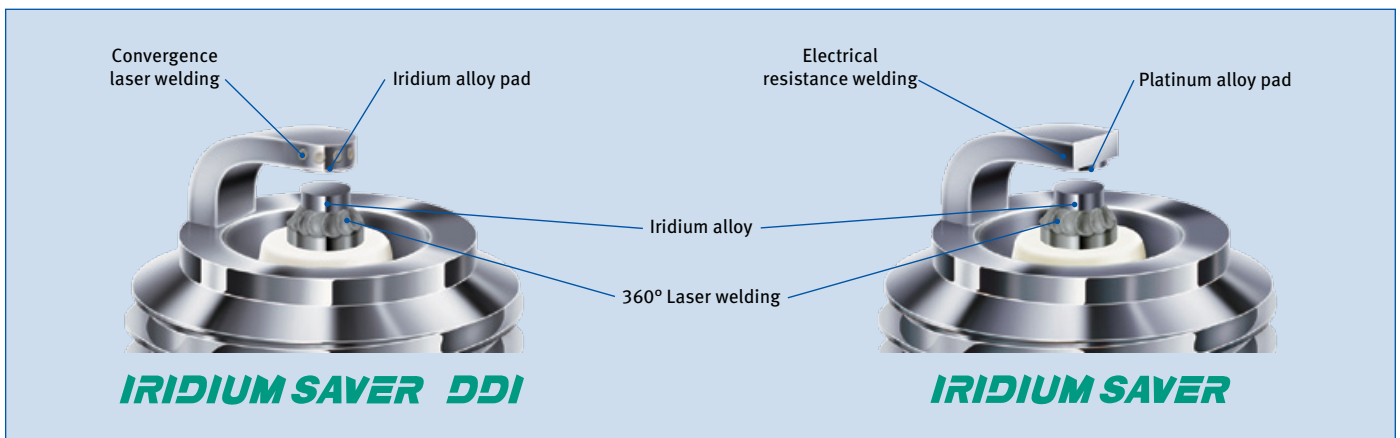 Convergence
laser welding
Iridium alloy pad
Electrical
resistance welding
Platinum alloy pad
Iridium alloy
360° Laser welding
IRIDIUM SAVER DDI
IRIDIUM SAVER